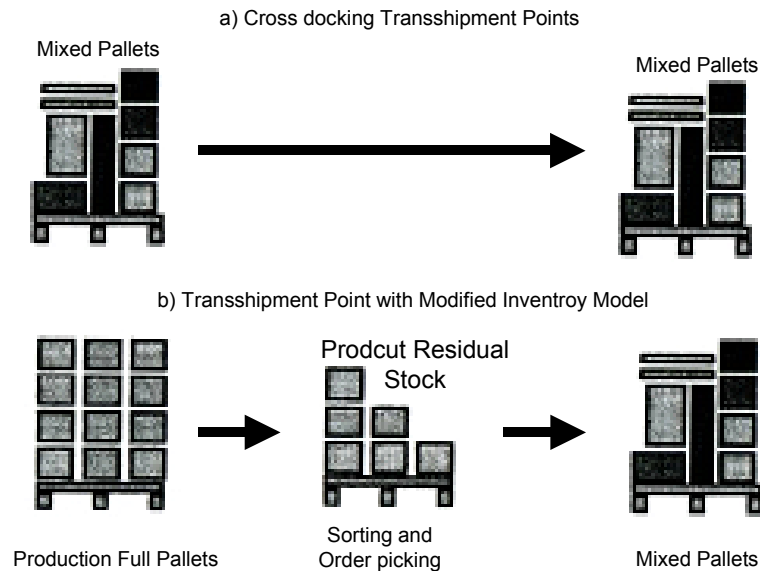 a) Cross docking Transshipment Points
Mixed Pallets
Mixed Pallets
b) Transshipment Point with Modified Inventroy Model
Prodcut Residual
Stock
Sorting and
Order picking
Production Full Pallets
Mixed Pallets